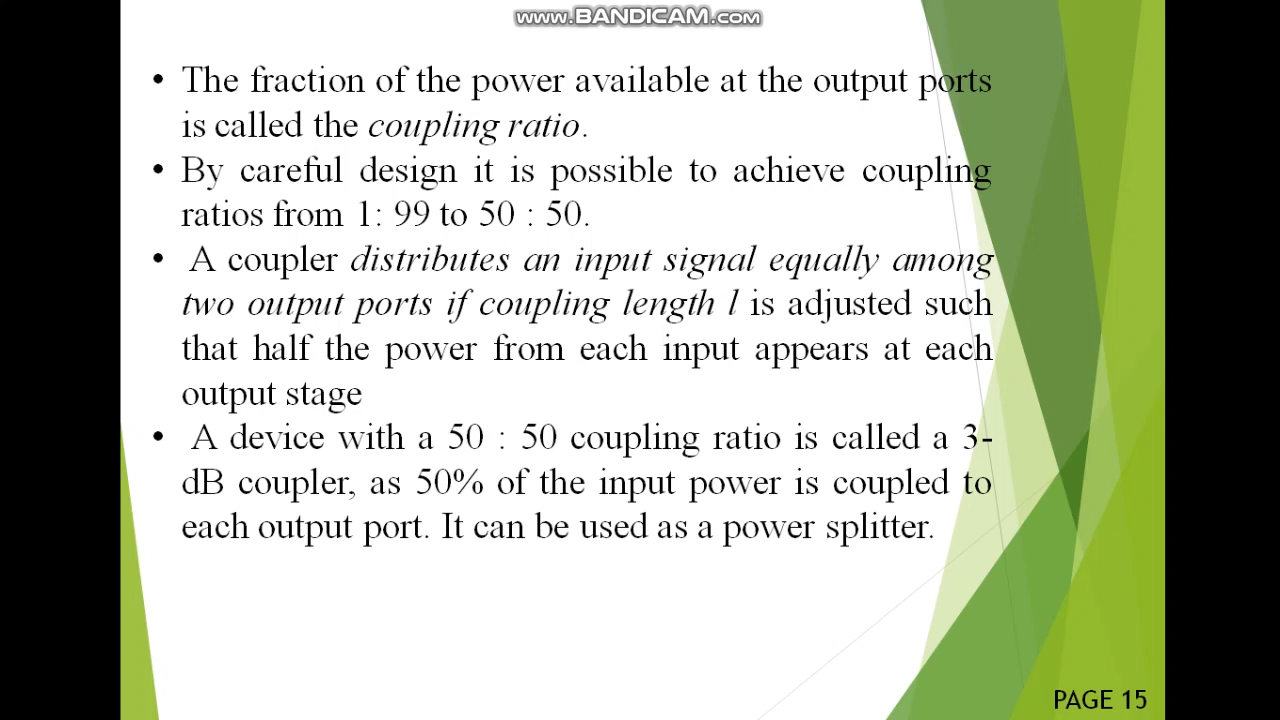 www.BANDICAM.com
• The fraction of the power available at the output ports
is called the coupling ratio.
• By careful design it is possible to achieve coupling
ratios from 1: 99 to 50 : 50.
• A coupler distributes an input signal equally among
two output ports if coupling length l is adjusted such
that half the power from each input appears at each
output stage
• A device with a 50 : 50 coupling ratio is called a 3-
dB coupler, as 50% of the input power is coupled to
each output port. It can be used as a power splitter.
PAGE 15